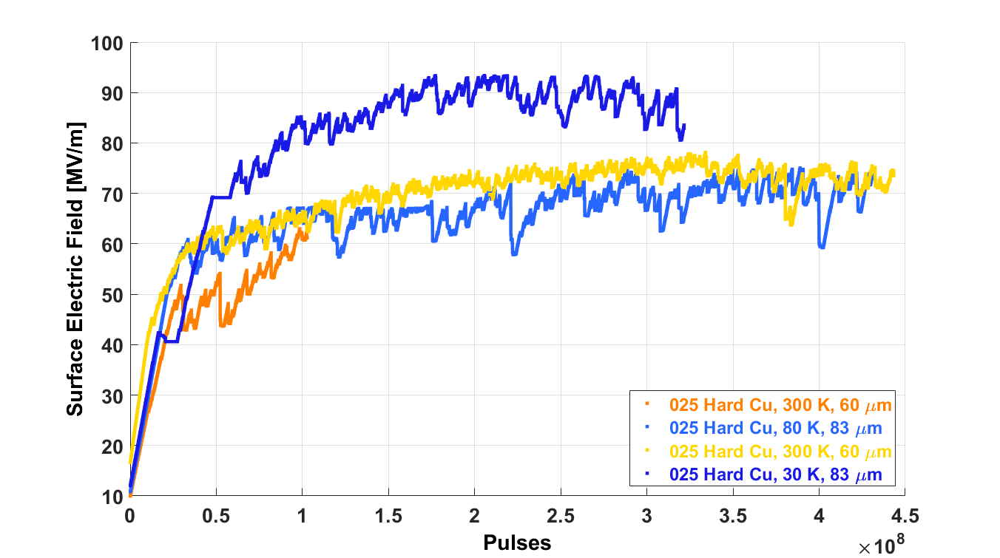 Surface Electric Field [MV/m]
100
90
80
70
60
50
40
30
20
10
025 Hard Cu, 300 K, 60 μm
025 Hard Cu, 80 K, 83 μm
025 Hard Cu, 300 K, 60 μm
025 Hard Cu, 30 K, 83 μm
0 0.5 1 1.5 2 2.5 3 3.5 4 4.5
Pulses
×10⁸